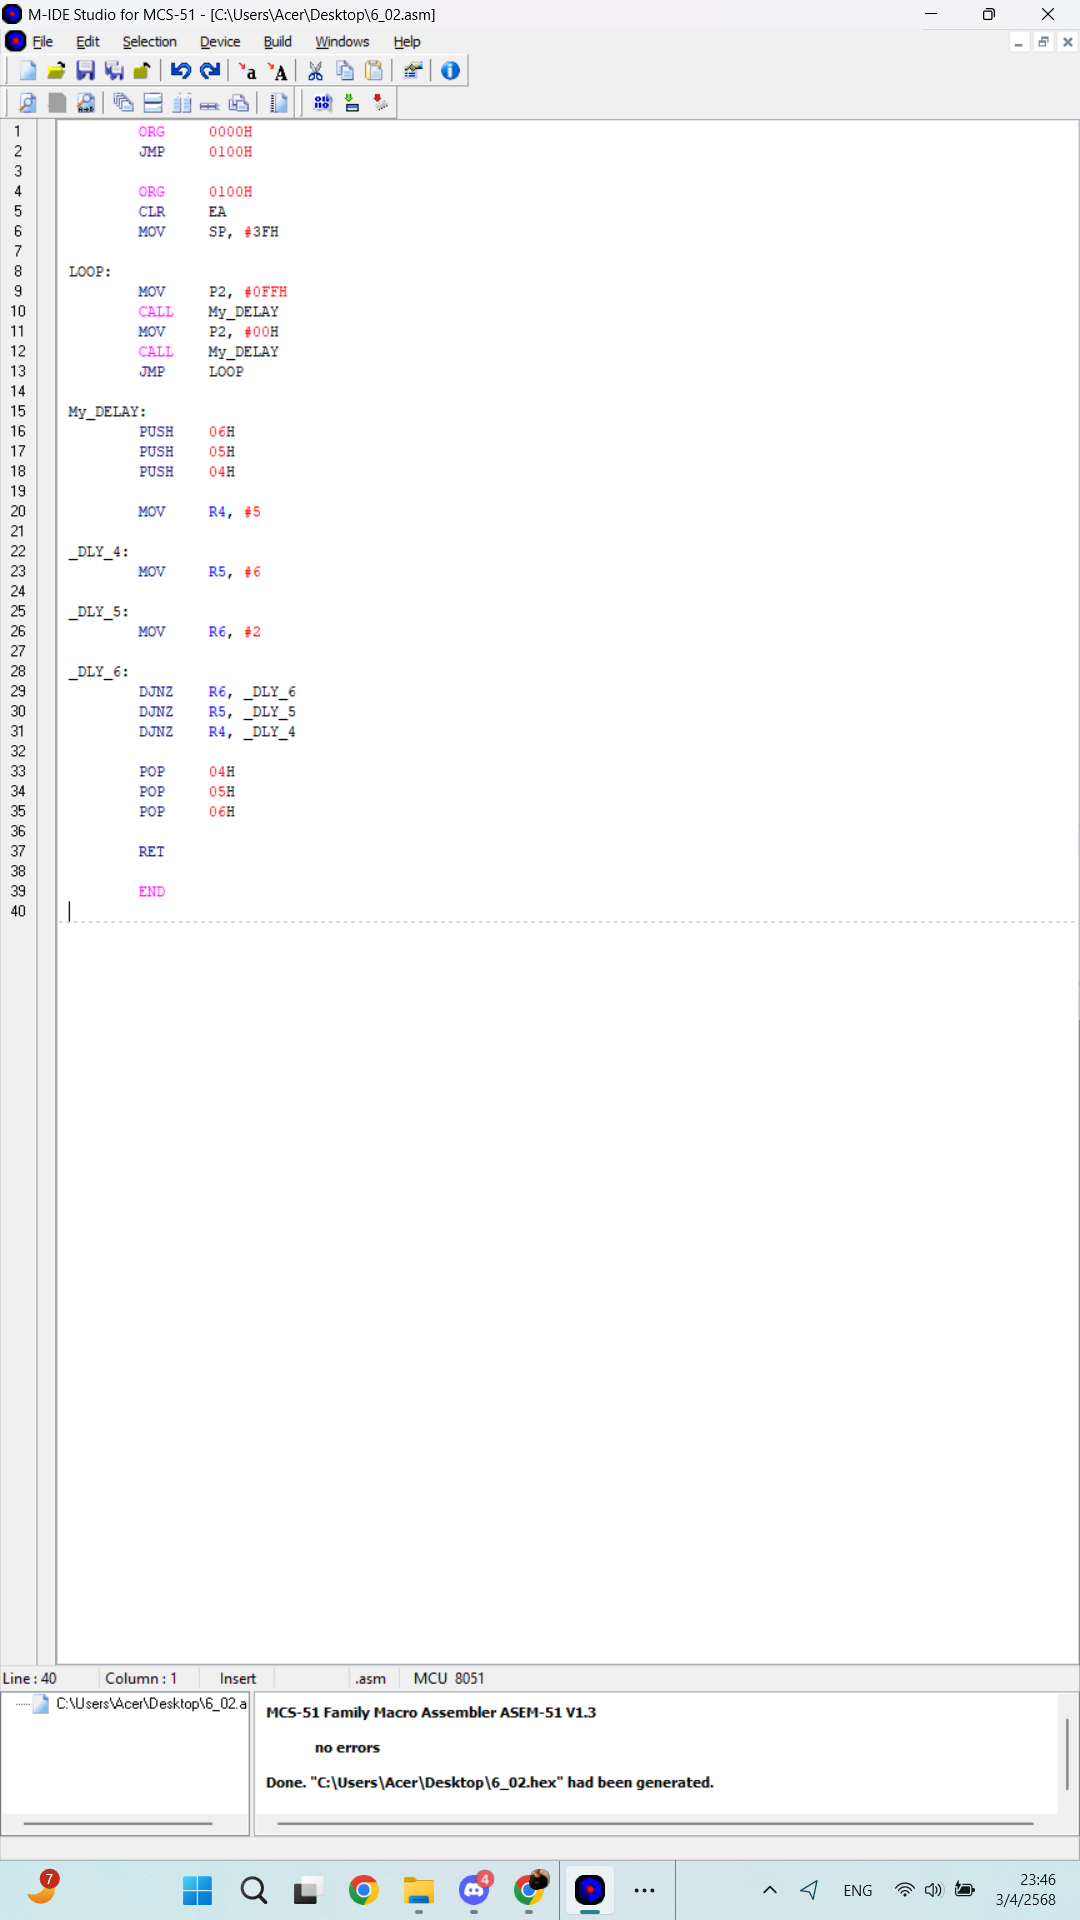 M-IDE Studio for MCS-51 - [C:\Users\Acer\Desktop\6_02.asm]
File Edit Selection Device Build Windows Help
1 ORG 0000H
2 JMP 0100H
3
4 ORG 0100H
5 CLR EA
6 MOV SP, #3FH
7
8 LOOP:
9 MOV P2, #0FFH
10 CALL My_DELAY
11 MOV P2, #00H
12 CALL My_DELAY
13 JMP LOOP
14
15 My_DELAY:
16 PUSH 06H
17 PUSH 05H
18 PUSH 04H
19
20 MOV R4, #5
21
22 _DLY_4:
23 MOV R5, #6
24
25 _DLY_5:
26 MOV R6, #2
27
28 _DLY_6:
29 DJNZ R6, _DLY_6
30 DJNZ R5, _DLY_5
31 DJNZ R4, _DLY_4
32
33 POP 04H
34 POP 05H
35 POP 06H
36
37 RET
38
39 END
40
Line : 40 Column : 1 Insert .asm MCU 8051
C:\Users\Acer\Desktop\6_02.a
MCS-51 Family Macro Assembler ASEM-51 V1.3
no errors
Done. "C:\Users\Acer\Desktop\6_02.hex" had been generated.
7
4
ENG
23:46
3/4/2568